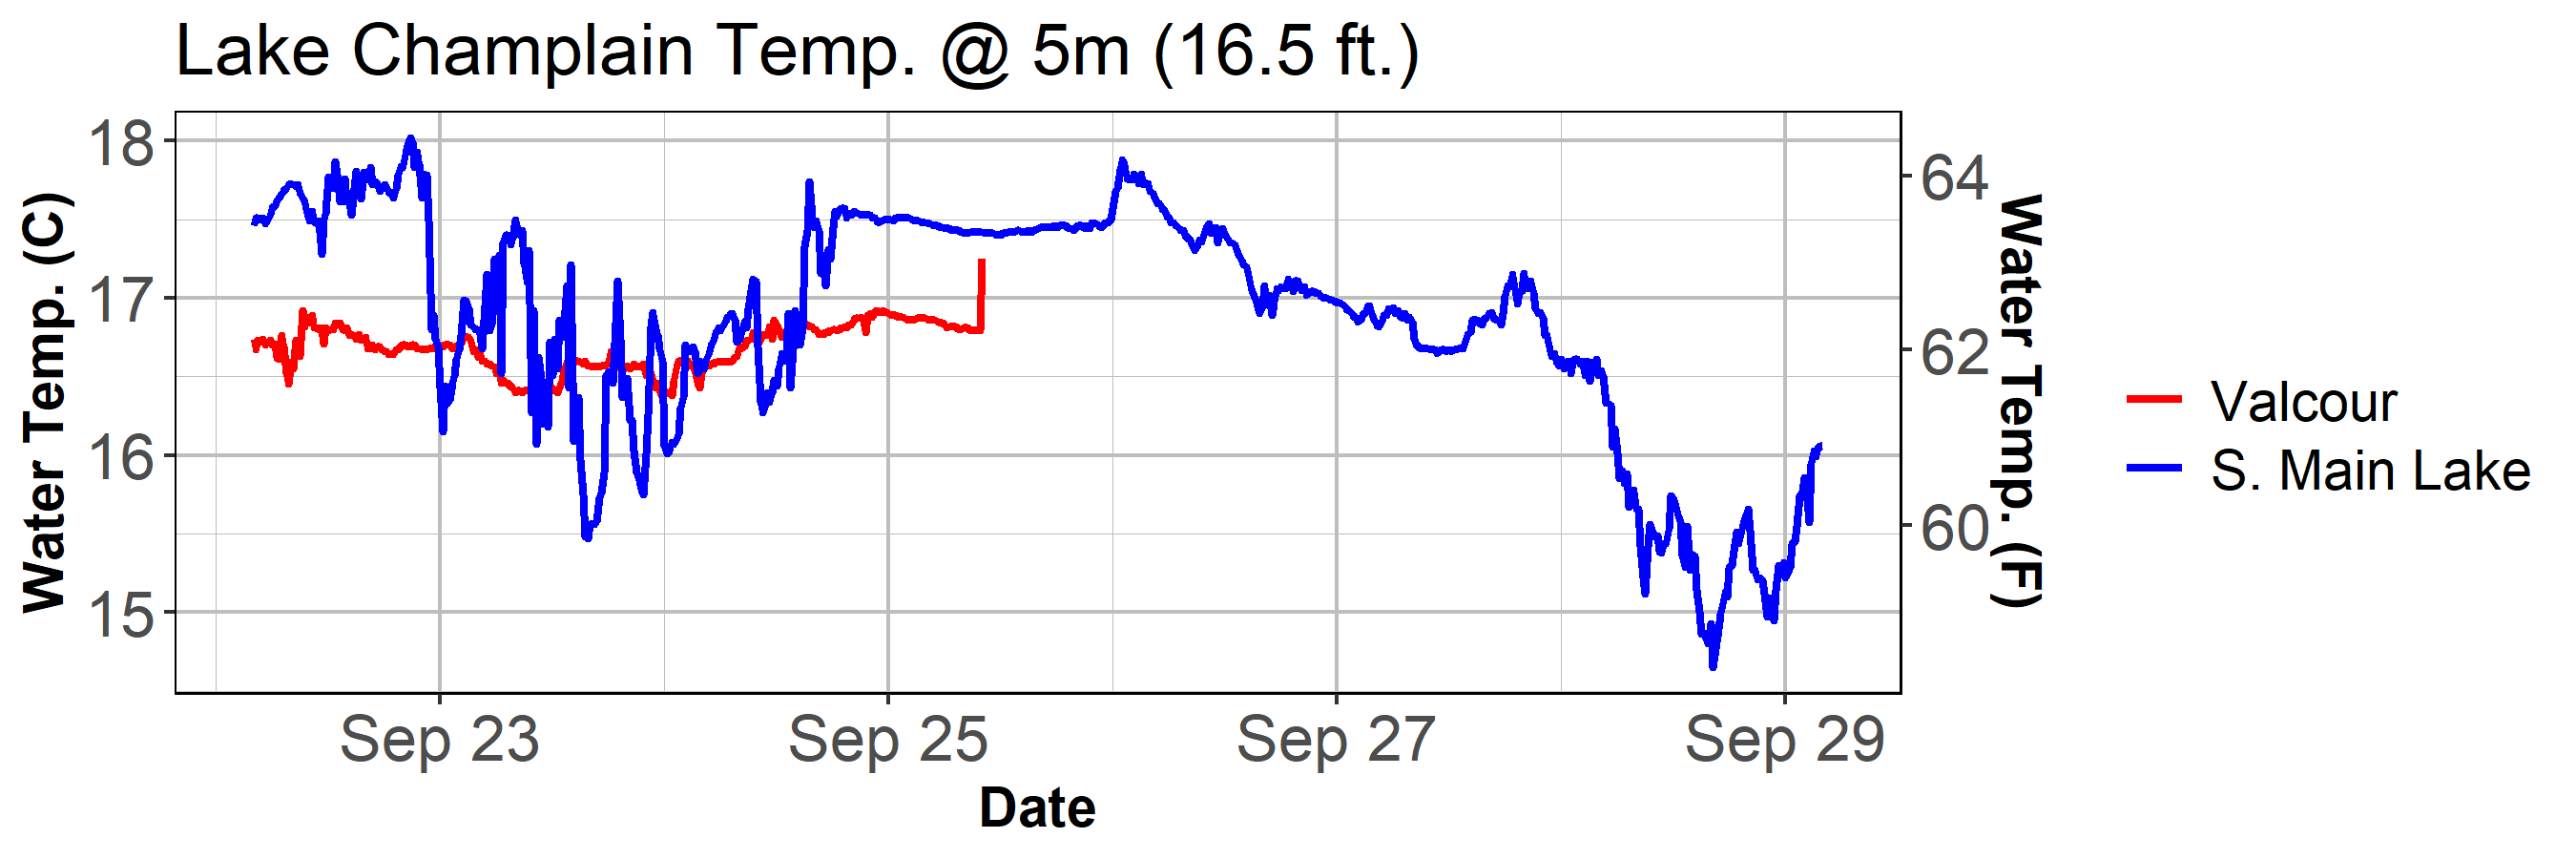 Lake Champlain Temp. @ 5m (16.5 ft.)
Water Temp. (C)
18
17
16
15
64
62
60
Water Temp. (F)
Sep 23
Sep 25
Sep 27
Sep 29
Date
Valcour
S. Main Lake